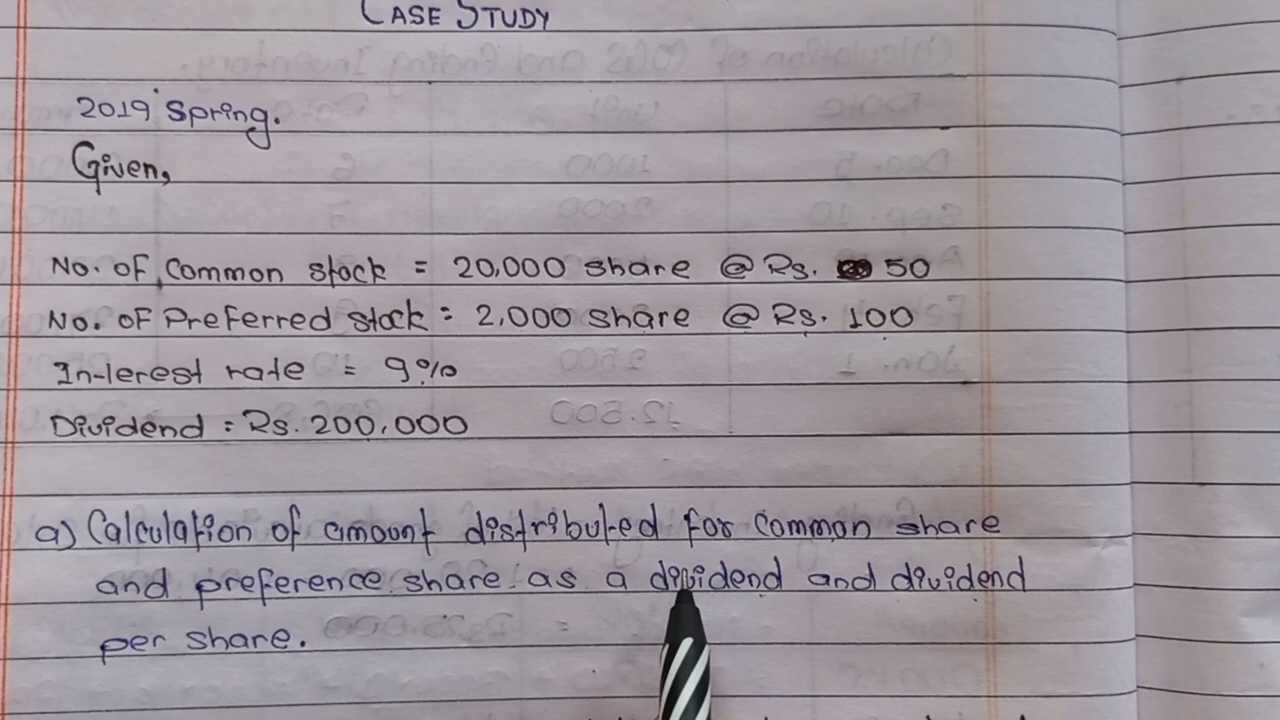 CASE STUDY
2019 Spring.
Given,
No. of Common stock = 20,000 share @ Rs. 50
No. of Preferred stock = 2,000 share @ Rs. 100
Interest rate = 9%
Dividend = Rs. 200,000
a) Calculation of amount distributed for common share
and preference share as a dividend and dividend
per share.